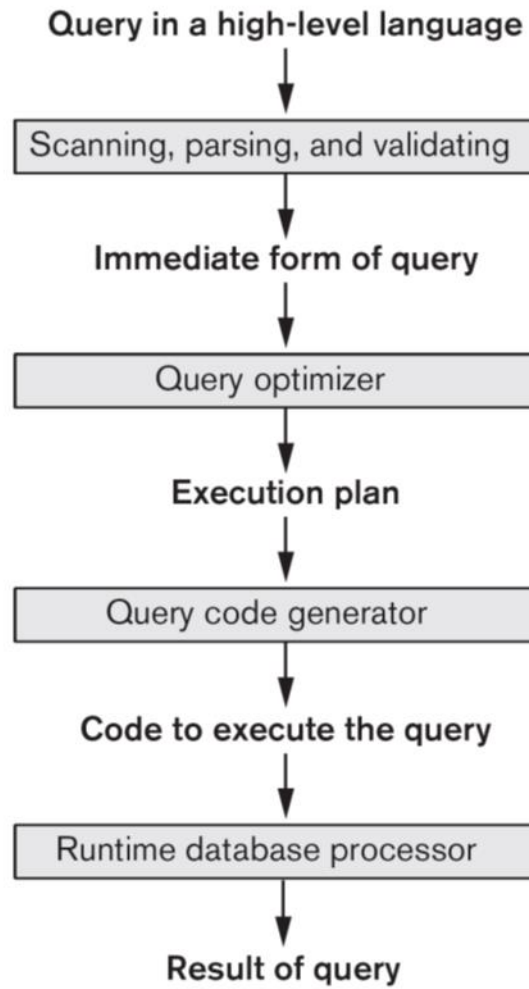 Query in a high-level language
Scanning, parsing, and validating
Immediate form of query
Query optimizer
Execution plan
Query code generator
Code to execute the query
Runtime database processor
Result of query